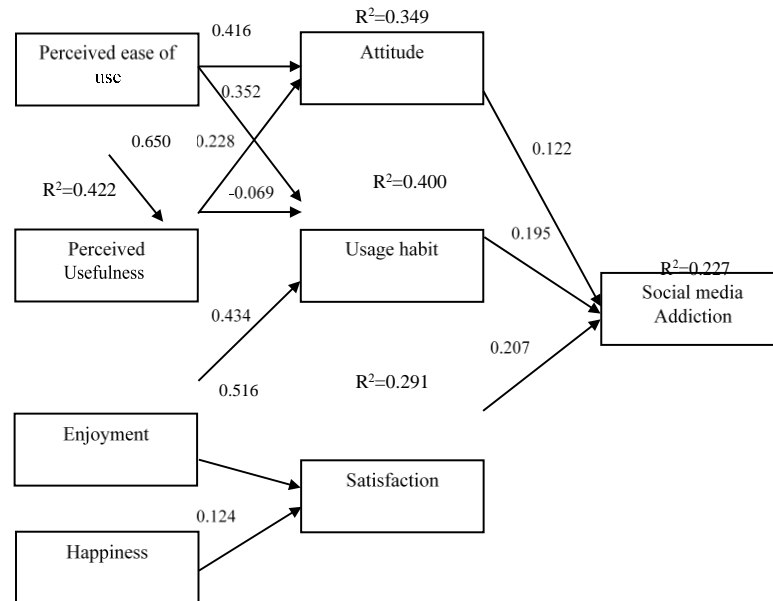 R²=0.349
0.416
Perceived ease of
use
Attitude
0.352
0.650
0.228
0.122
R²=0.422
-0.069
R²=0.400
0.195
Perceived
Usefulness
Usage habit
R²=0.227
Social media
Addiction
0.434
0.207
0.516
R²=0.291
Enjoyment
Satisfaction
0.124
Happiness